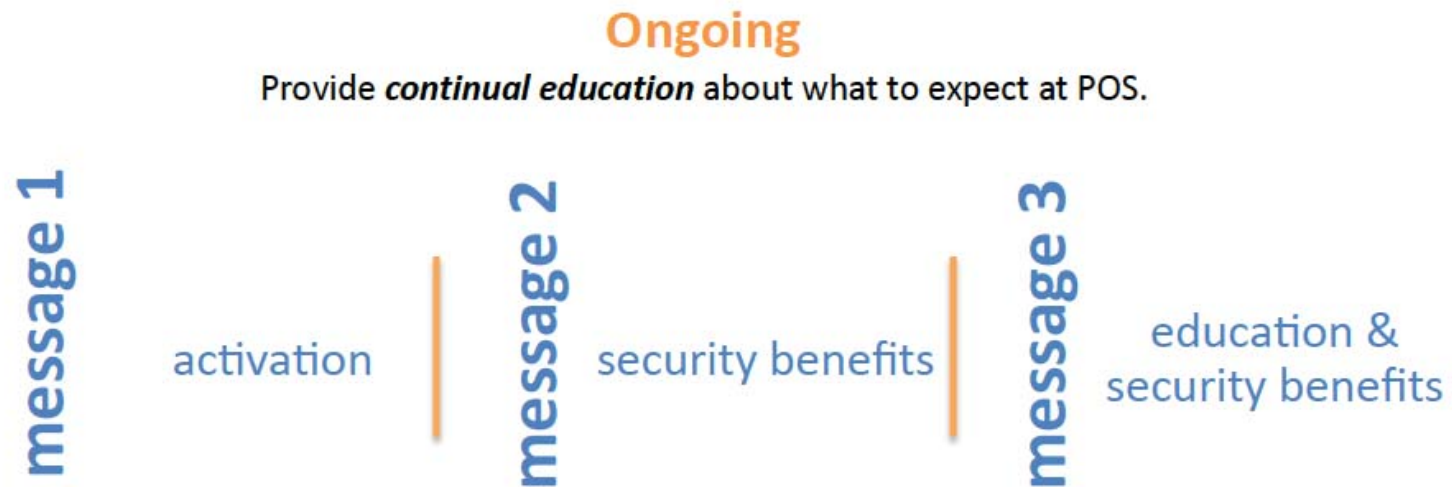 Ongoing
Provide continual education about what to expect at POS.
message 1
activation
message 2
security benefits
message 3
education &
security benefits